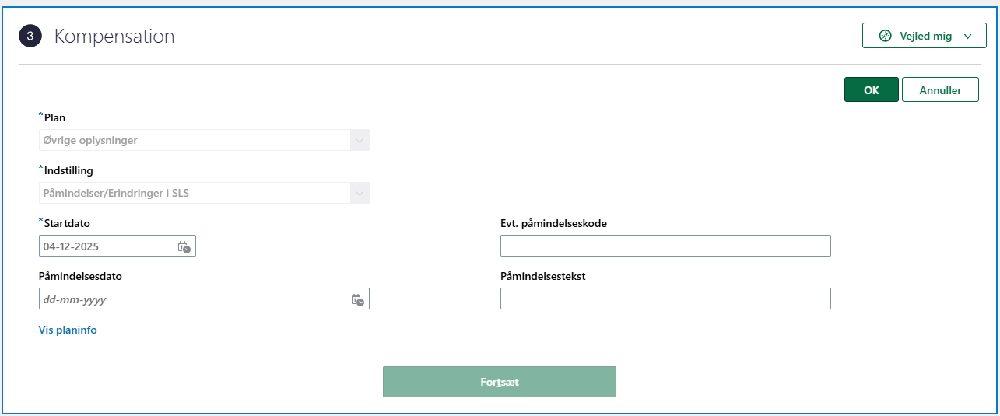 3 Kompensation
Vejled mig
OK
Annuller
*Plan
Øvrige oplysninger
*Indstilling
Påmindelser/Erindringer i SLS
*Startdato
04-12-2025
Evt. påmindelseskode
Påmindelsesdato
dd-mm-yyyy
Påmindelsestekst
Vis planinfo
Fortsæt